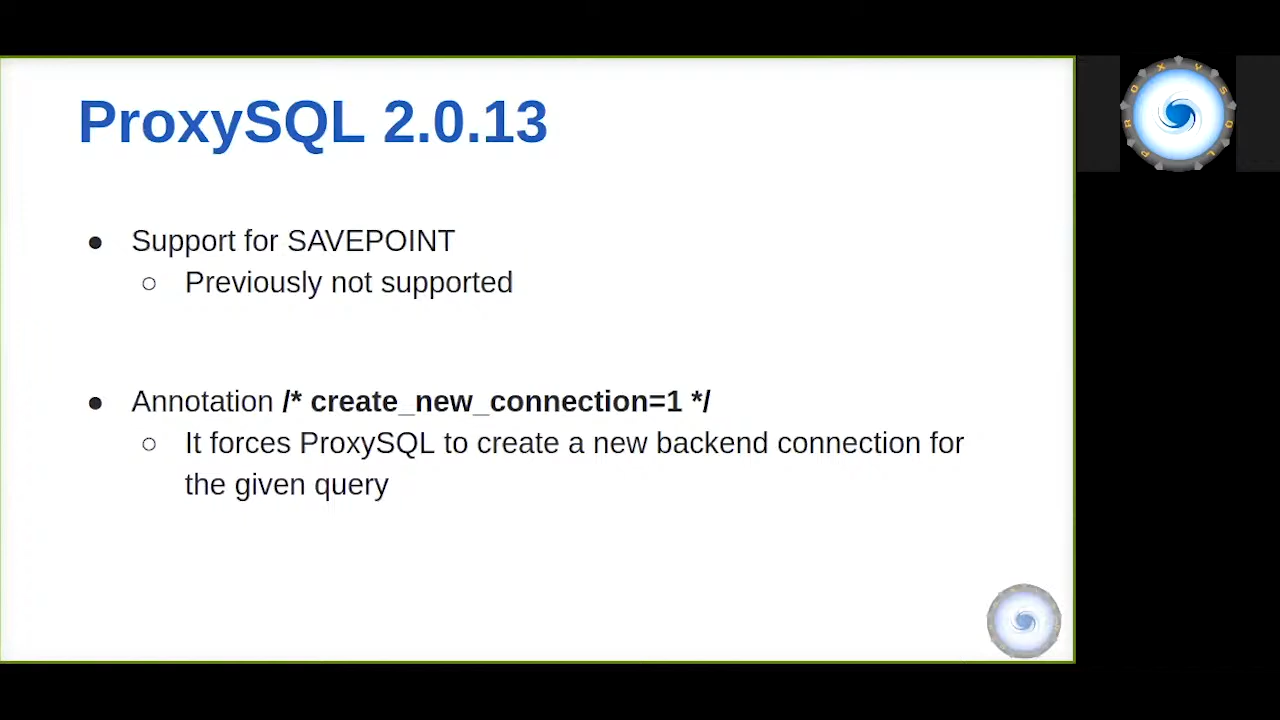 ProxySQL 2.0.13
● Support for SAVEPOINT
○ Previously not supported
● Annotation /* create_new_connection=1 */
○ It forces ProxySQL to create a new backend connection for
the given query
PROXYSQL